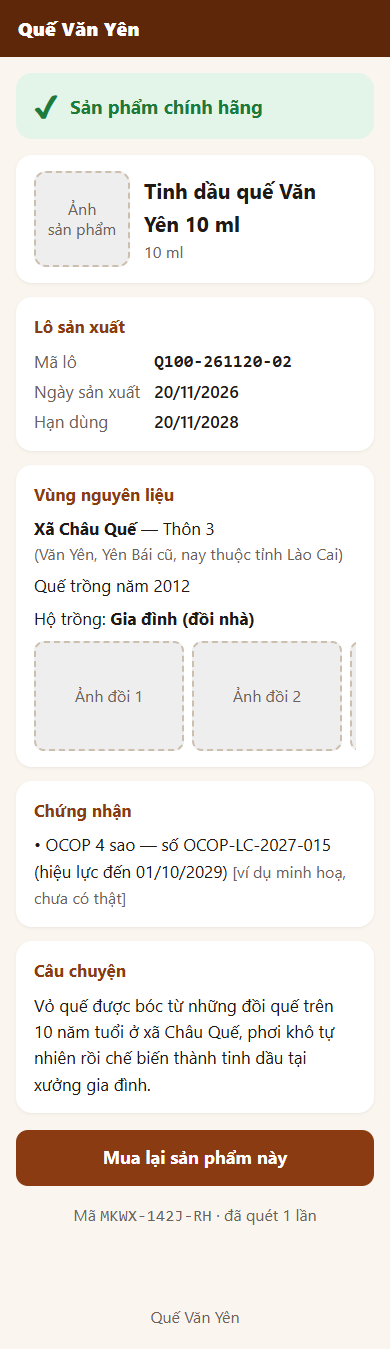 Quế Văn Yên
✔ Sản phẩm chính hãng
Ảnh
sản phẩm
Tinh dầu quế Văn
Yên 10 ml
10 ml
Lô sản xuất
Mã lô Q100-261120-02
Ngày sản xuất 20/11/2026
Hạn dùng 20/11/2028
Vùng nguyên liệu
Xã Châu Quế — Thôn 3
(Văn Yên, Yên Bái cũ, nay thuộc tỉnh Lào Cai)
Quế trồng năm 2012
Hộ trồng: Gia đình (đồi nhà)
Ảnh đồi 1
Ảnh đồi 2
Chứng nhận
• OCOP 4 sao — số OCOP-LC-2027-015
(hiệu lực đến 01/10/2029) [ví dụ minh hoạ,
chưa có thật]
Câu chuyện
Vỏ quế được bóc từ những đồi quế trên
10 năm tuổi ở xã Châu Quế, phơi khô tự
nhiên rồi chế biến thành tinh dầu tại
xưởng gia đình.
Mua lại sản phẩm này
Mã MKWX-142J-RH · đã quét 1 lần
Quế Văn Yên